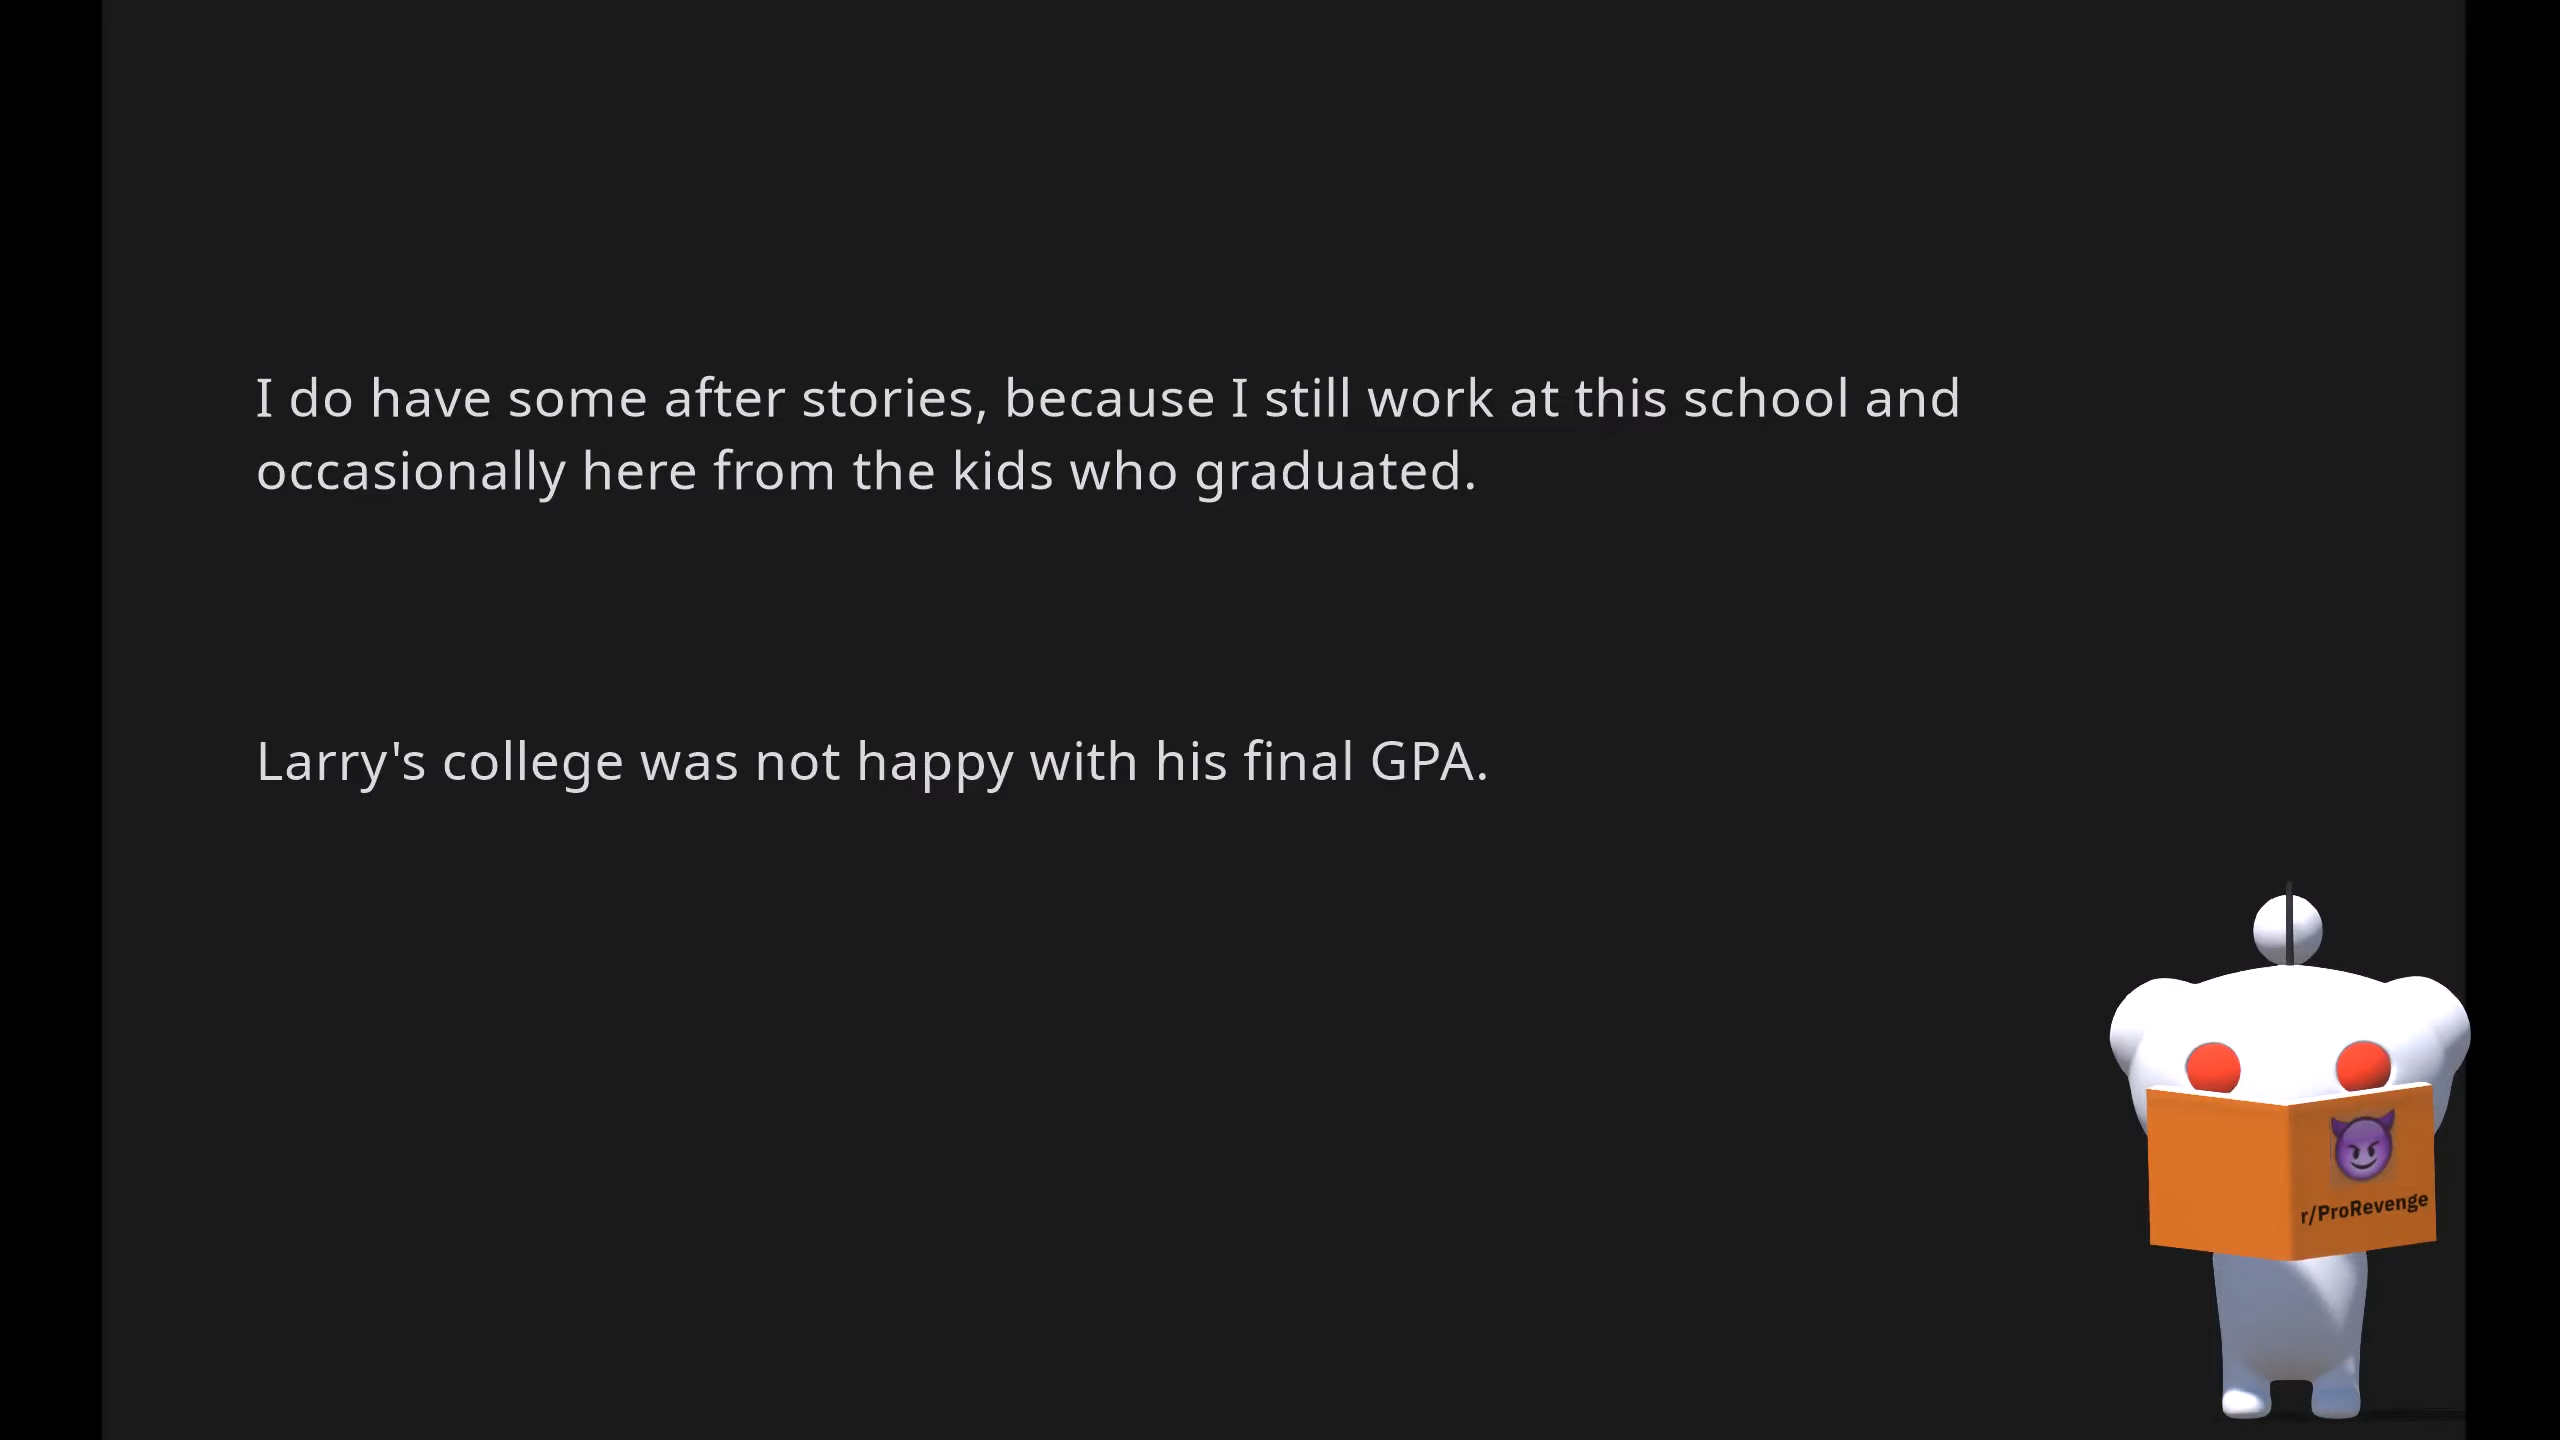 I do have some after stories, because I still work at this school and
occasionally here from the kids who graduated.
Larry's college was not happy with his final GPA.
r/ProRevenge